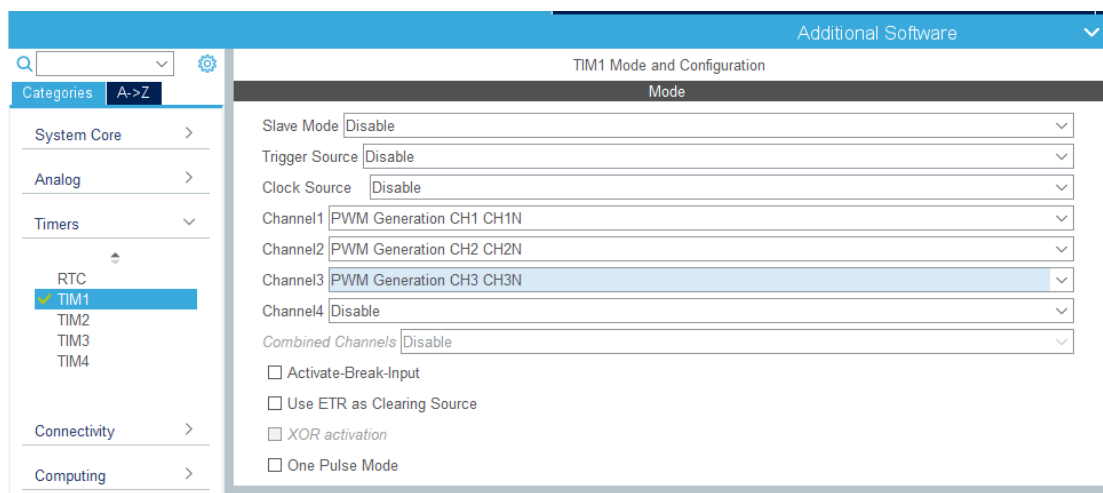 Additional Software
TIM1 Mode and Configuration
Categories A->Z
Mode
System Core
Analog
Timers
RTC
TIM1
TIM2
TIM3
TIM4
Connectivity
Computing
Slave Mode Disable
Trigger Source Disable
Clock Source Disable
Channel1 PWM Generation CH1 CH1N
Channel2 PWM Generation CH2 CH2N
Channel3 PWM Generation CH3 CH3N
Channel4 Disable
Combined Channels Disable
Activate-Break-Input
Use ETR as Clearing Source
XOR activation
One Pulse Mode